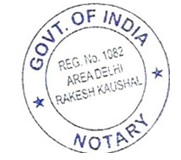 GOVT. OF INDIA
REG. No. 1082
AREA DELHI
RAKESH KAUSHAL
NOTARY